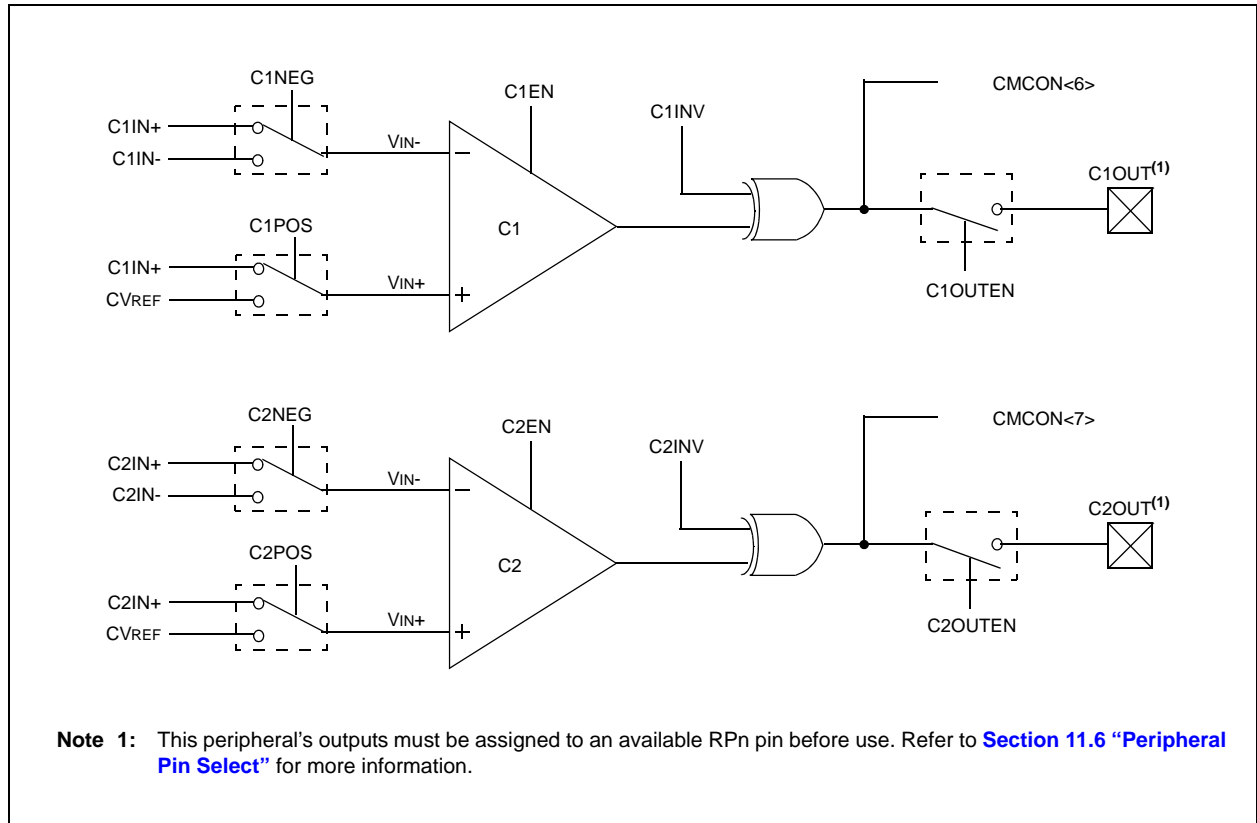 C1NEG
C1EN
C1INV
CMCON<6>
C1IN+
C1IN-
VIN-
–
C1OUT(1)
C1POS
C1
C1IN+
CVREF
VIN+
+
C1OUTEN
C2NEG
C2EN
C2INV
CMCON<7>
C2IN+
C2IN-
VIN-
–
C2OUT(1)
C2POS
C2
C2IN+
CVREF
VIN+
+
C2OUTEN
Note 1: This peripheral's outputs must be assigned to an available RPn pin before use. Refer to Section 11.6 “Peripheral
Pin Select” for more information.